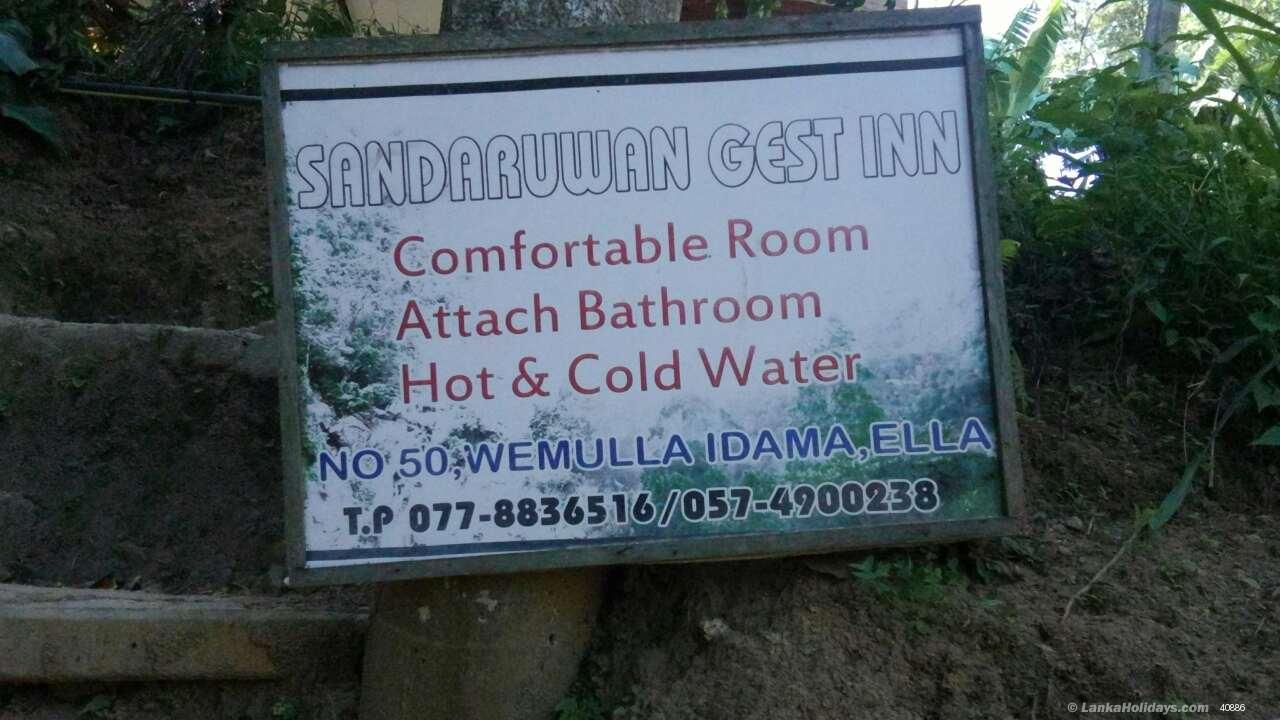 SANDARUWAN GEST INN
Comfortable Room
Attach Bathroom
Hot & Cold Water
NO 50,WEMULLA IDAMA,ELLA
T.P 077-8836516/057-4900238
© LankaHolidays.com 40886